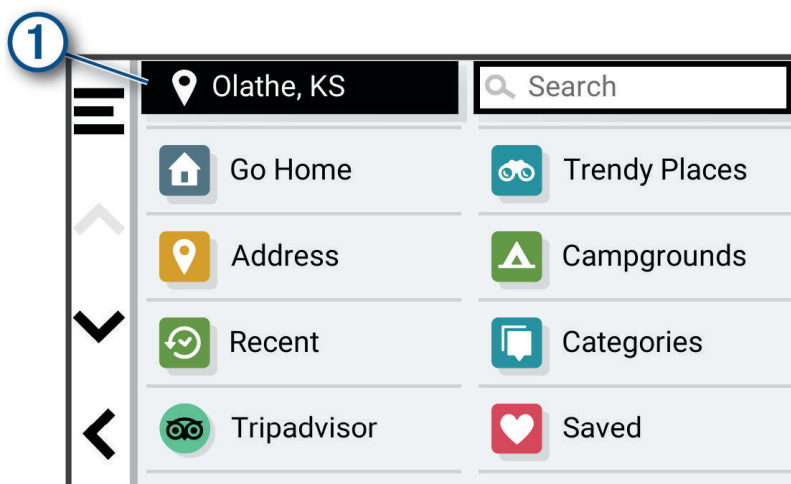 1
Olathe, KS
Search
Go Home
Trendy Places
Address
Campgrounds
Recent
Categories
Tripadvisor
Saved